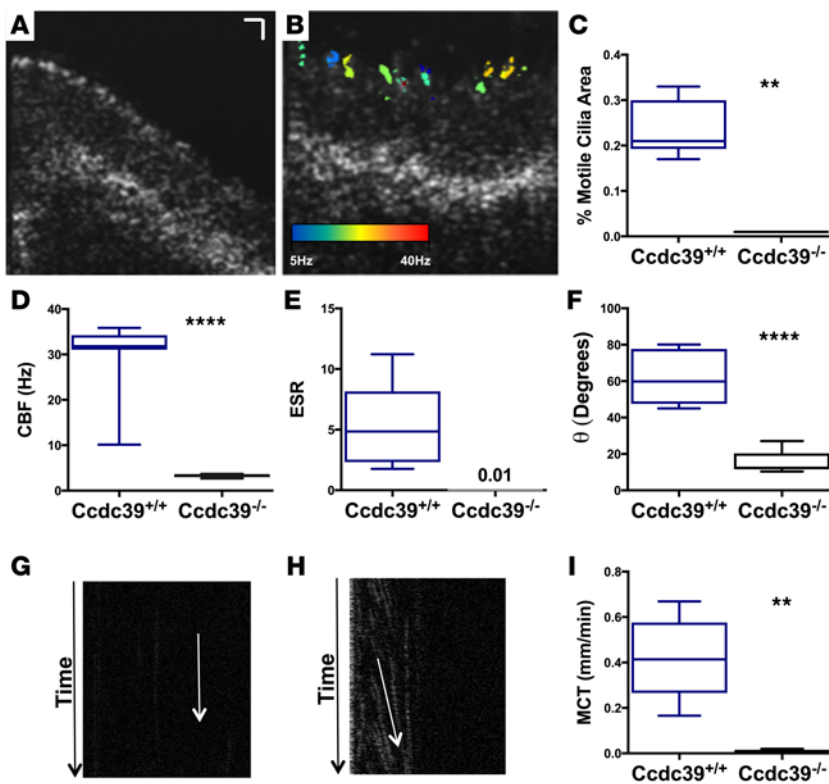 A
B
5Hz
40Hz
C
% Motile Cilia Area
0.4
0.3
0.2
0.1
0.0
**
Ccdc39+/+
Ccdc39-/-
D
CBF (Hz)
40
30
20
10
0
****
Ccdc39+/+
Ccdc39-/-
E
ESR
15
10
5
0
0.01
Ccdc39+/+
Ccdc39-/-
F
θ (Degrees)
100
80
60
40
20
0
****
Ccdc39+/+
Ccdc39-/-
G
Time
H
Time
I
MCT (mm/min)
0.8
0.6
0.4
0.2
0.0
**
Ccdc39+/+
Ccdc39-/-